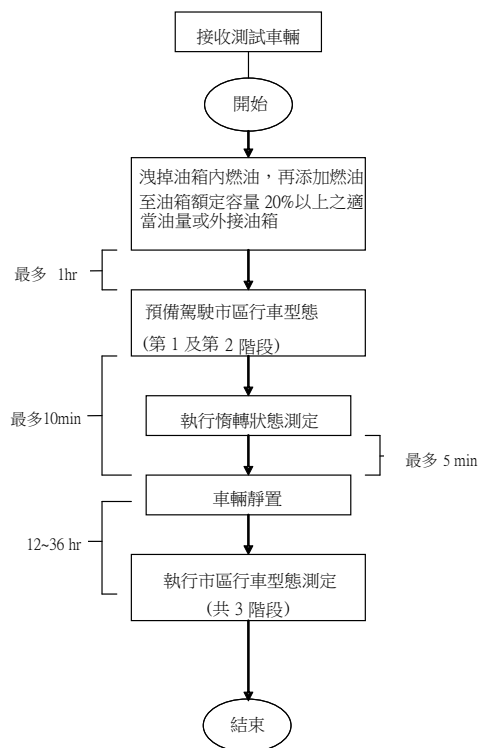 接收測試車輛
開始
洩掉油箱內燃油，再添加燃油
至油箱額定容量 20%以上之適
當油量或外接油箱
最多 1hr
預備駕駛市區行車型態
(第 1 及第 2 階段)
最多10min
執行惰轉狀態測定
最多 5 min
車輛靜置
12~36 hr
執行市區行車型態測定
(共 3 階段)
結束